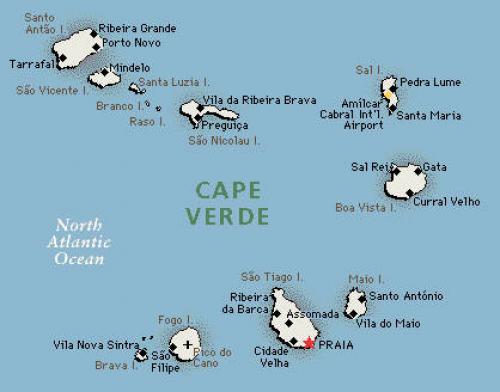 Santo
Antão I.
Ribeira Grande
Porto Novo
Tarrafal
Mindelo
São Vicente I.
Santa Luzia I.
Branco I.
Raso I.
Vila da Ribeira Brava
Preguiça
São Nicolau I.
Sal I.
Pedra Lume
Amílcar
Cabral Int'l.
Airport
Santa Maria
Sal Rei
Gata
Curral Velho
Boa Vista I.
CAPE
VERDE
North
Atlantic
Ocean
São Tiago I.
Ribeira
da Barca
Assomada
Cidade
Velha
PRAIA
Maio I.
Santo António
Vila do Maio
Fogo I.
Vila Nova Sintra
Brava I.
São
Filipe
Pico do
Cano